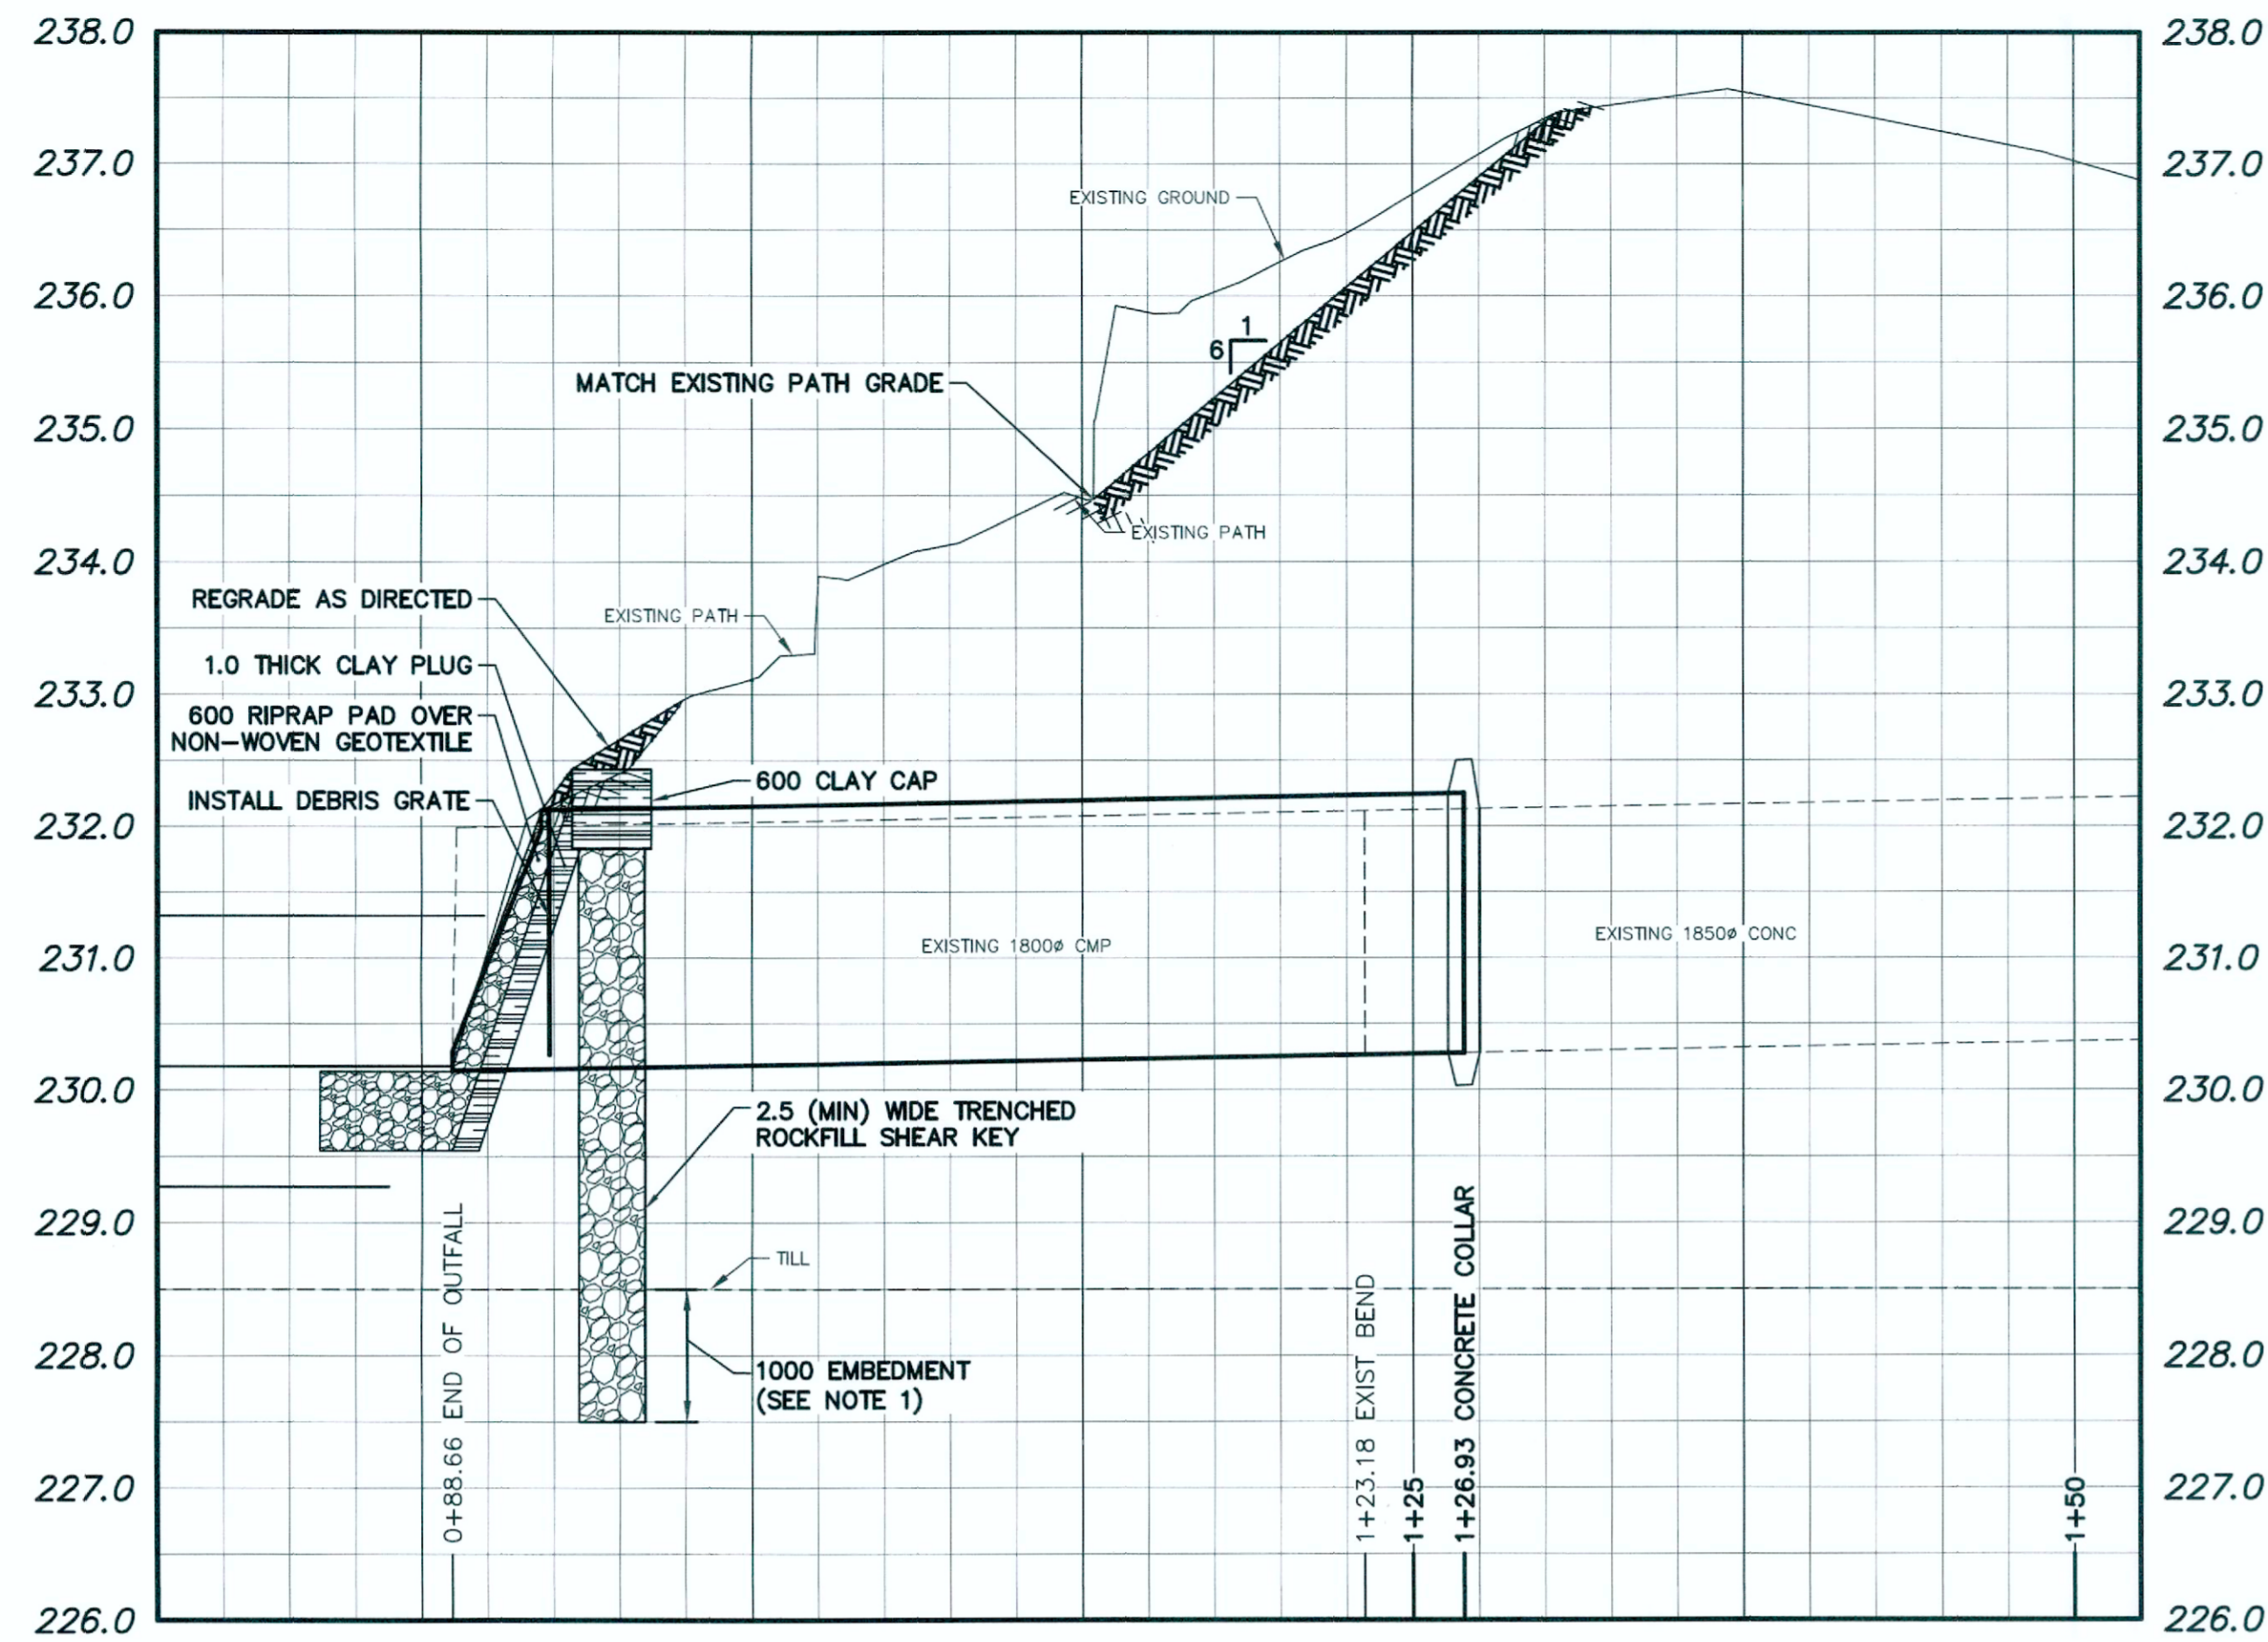 238.0
238.0
237.0
237.0
EXISTING GROUND
236.0
236.0
1
6
MATCH EXISTING PATH GRADE
235.0
235.0
EXISTING PATH
234.0
234.0
REGRADE AS DIRECTED
EXISTING PATH
1.0 THICK CLAY PLUG
233.0
233.0
600 RIPRAP PAD OVER
NON-WOVEN GEOTEXTILE
600 CLAY CAP
INSTALL DEBRIS GRATE
232.0
232.0
EXISTING 1800ø CMP
EXISTING 1850ø CONC
231.0
231.0
230.0
230.0
2.5 (MIN) WIDE TRENCHED
ROCKFILL SHEAR KEY
229.0
229.0
TILL
228.0
228.0
1000 EMBEDMENT
(SEE NOTE 1)
0+88.66 END OF OUTFALL
1+23.18 EXIST BEND
1+25
1+26.93 CONCRETE COLLAR
1+50
227.0
227.0
226.0
226.0